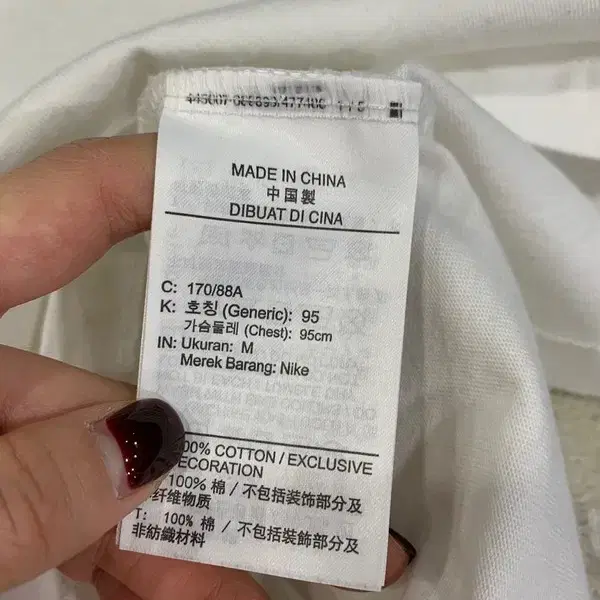 MADE IN CHINA
中国製
DIBUAT DI CINA
C: 170/88A
K: 호칭 (Generic): 95
가슴둘레 (Chest): 95cm
IN: Ukuran: M
Merek Barang: Nike
00% COTTON / EXCLUSIVE
ECORATION
100% 棉 / 不包括装饰部分及
纤维物质
T: 100% 棉 / 不包括裝飾部分及
非紡織材料